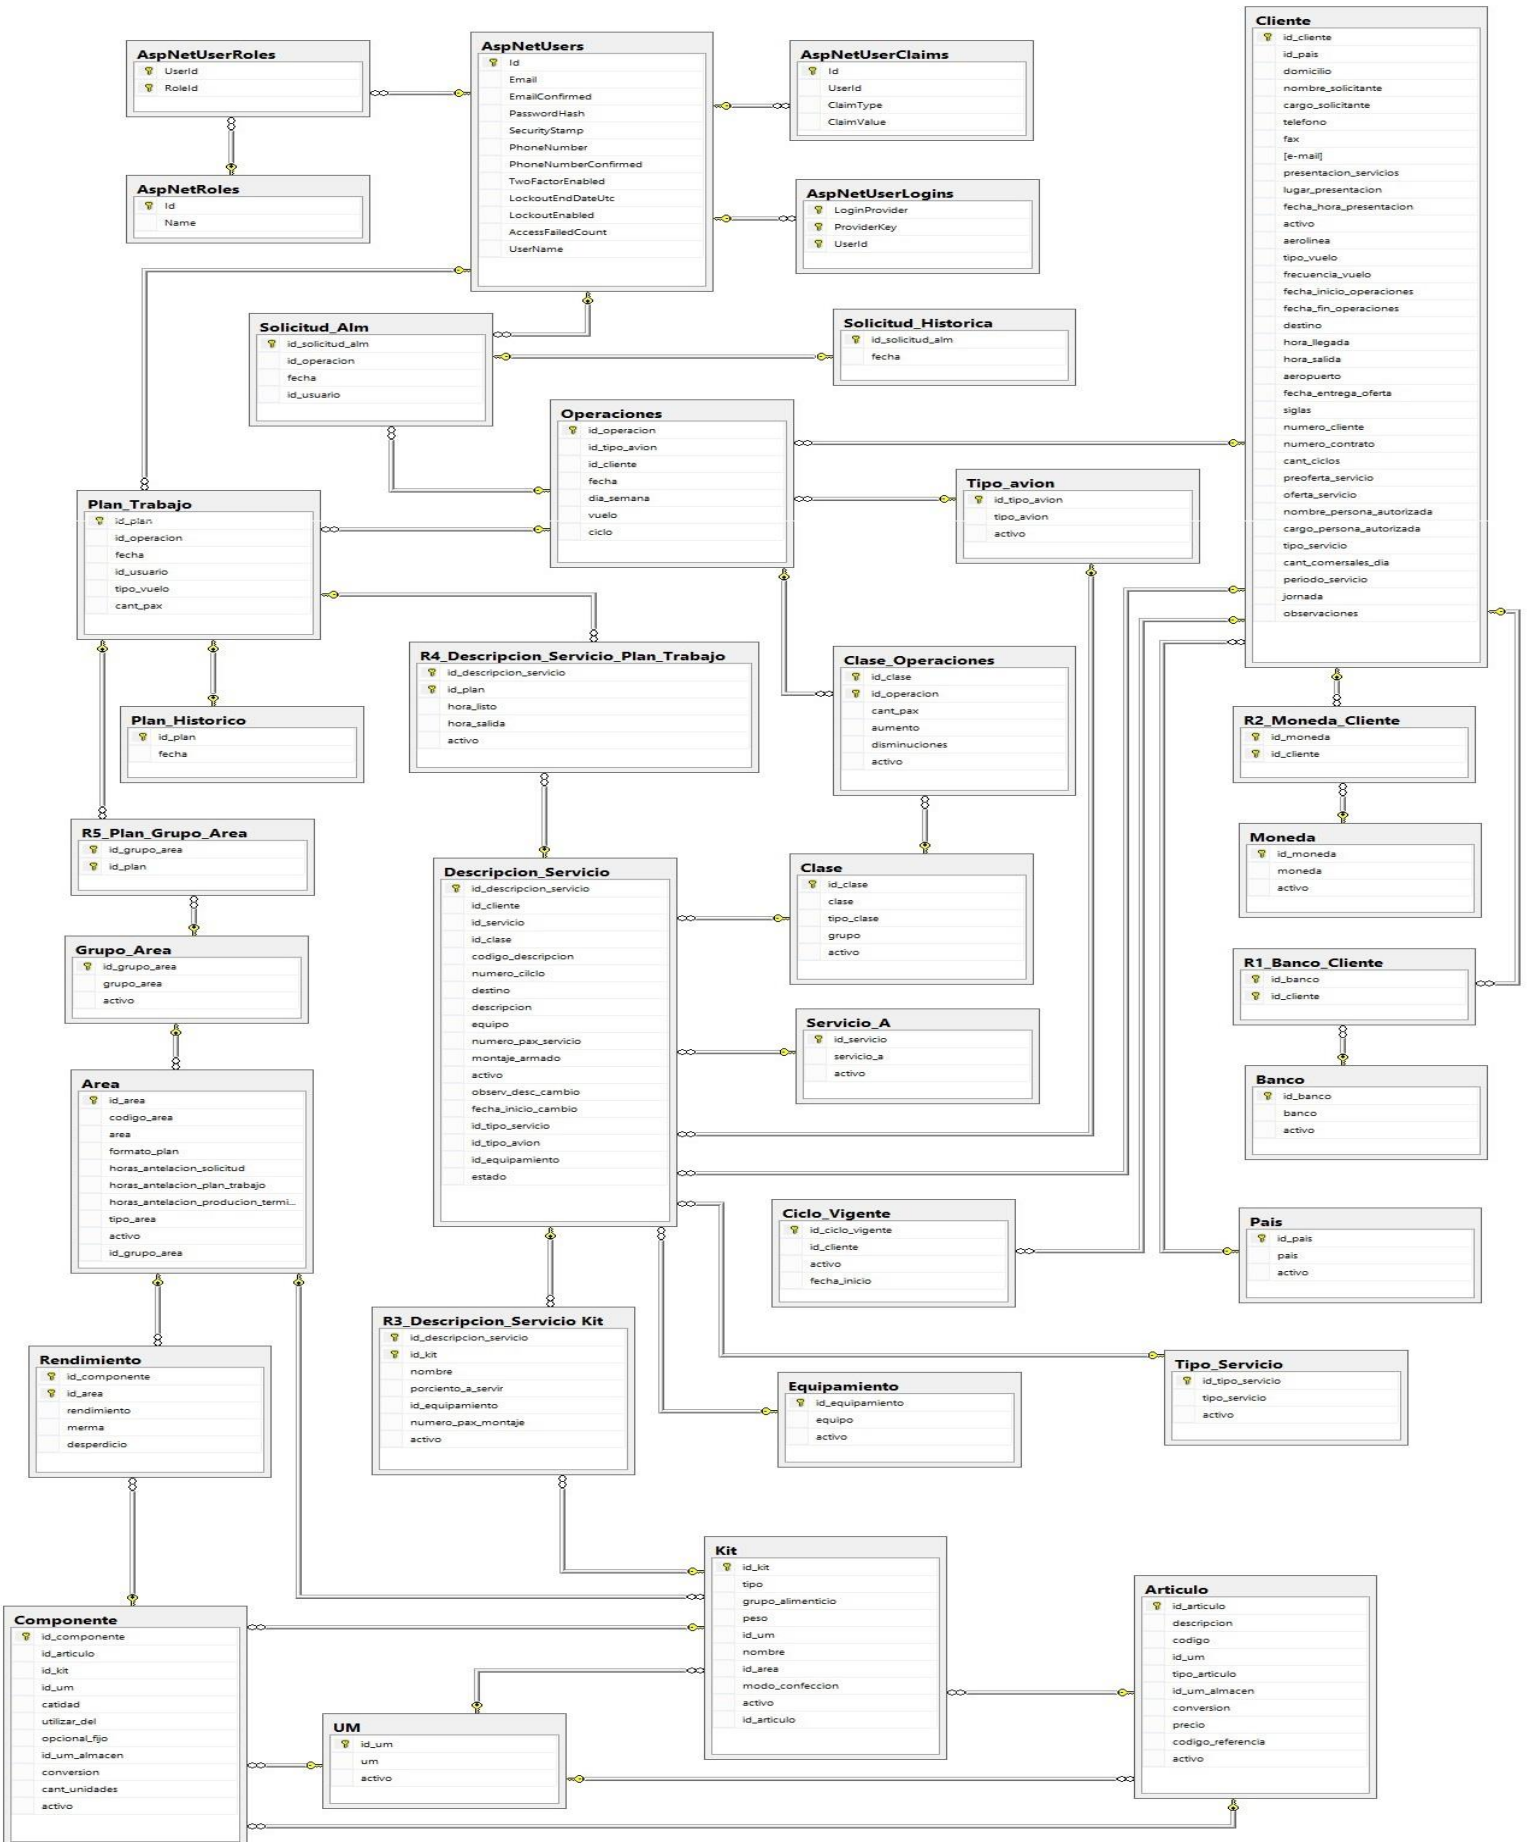 AspNetUserRoles
UserId
RoleId
AspNetUsers
Id
Email
EmailConfirmed
PasswordHash
SecurityStamp
PhoneNumber
PhoneNumberConfirmed
TwoFactorEnabled
LockoutEndDateUtc
LockoutEnabled
AccessFailedCount
UserName
AspNetUserClaims
Id
UserId
ClaimType
ClaimValue
Cliente
id_cliente
id_pais
domicilio
nombre_solicitante
cargo_solicitante
telefono
fax
[e-mail]
presentacion_servicios
lugar_presentacion
fecha_hora_presentacion
activo
aerolinea
tipo_vuelo
frecuencia_vuelo
fecha_inicio_operaciones
fecha_fin_operaciones
destino
hora_llegada
hora_salida
aeropuerto
fecha_entrega_oferta
siglas
numero_cliente
numero_contrato
cant_ciclos
preoferta_servicio
oferta_servicio
nombre_persona_autorizada
cargo_persona_autorizada
tipo_servicio
cant_comersales_dia
periodo_servicio
jornada
observaciones
AspNetRoles
Id
Name
AspNetUserLogins
LoginProvider
ProviderKey
UserId
Solicitud_Alm
id_solicitud_alm
id_operacion
fecha
id_usuario
Solicitud_Historica
id_solicitud_alm
fecha
Operaciones
id_operacion
id_tipo_avion
id_cliente
fecha
dia_semana
vuelo
ciclo
Tipo_avion
id_tipo_avion
tipo_avion
activo
Plan_Trabajo
id_plan
id_operacion
fecha
id_usuario
tipo_vuelo
cant_pax
R4_Descripcion_Servicio_Plan_Trabajo
id_descripcion_servicio
id_plan
hora_listo
hora_salida
activo
Clase_Operaciones
id_clase
id_operacion
cant_pax
aumento
disminuciones
activo
Plan_Historico
id_plan
fecha
R2_Moneda_Cliente
id_moneda
id_cliente
R5_Plan_Grupo_Area
id_grupo_area
id_plan
Moneda
id_moneda
moneda
activo
Descripcion_Servicio
id_descripcion_servicio
id_cliente
id_servicio
id_clase
codigo_descripcion
numero_cilclo
destino
descripcion
equipo
numero_pax_servicio
montaje_armado
activo
observ_desc_cambio
fecha_inicio_cambio
id_tipo_servicio
id_tipo_avion
id_equipamiento
estado
Clase
id_clase
clase
tipo_clase
grupo
activo
Grupo_Area
id_grupo_area
grupo_area
activo
R1_Banco_Cliente
id_banco
id_cliente
Servicio_A
id_servicio
servicio_a
activo
Banco
id_banco
banco
activo
Area
id_area
codigo_area
area
formato_plan
horas_antelacion_solicitud
horas_antelacion_plan_trabajo
horas_antelacion_producion_termi...
tipo_area
activo
id_grupo_area
Ciclo_Vigente
id_ciclo_vigente
id_cliente
activo
fecha_inicio
Pais
id_pais
pais
activo
R3_Descripcion_Servicio Kit
id_descripcion_servicio
id_kit
nombre
porciento_a_servir
id_equipamiento
numero_pax_montaje
activo
Rendimiento
id_componente
id_area
rendimiento
merma
desperdicio
Equipamiento
id_equipamiento
equipo
activo
Tipo_Servicio
id_tipo_servicio
tipo_servicio
activo
Kit
id_kit
tipo
grupo_alimenticio
peso
id_um
nombre
id_area
modo_confeccion
activo
id_articulo
Articulo
id_articulo
descripcion
codigo
id_um
tipo_articulo
id_um_almacen
conversion
precio
codigo_referencia
activo
Componente
id_componente
id_articulo
id_kit
id_um
catidad
utilizar_del
opcional_fijo
id_um_almacen
conversion
cant_unidades
activo
UM
id_um
um
activo